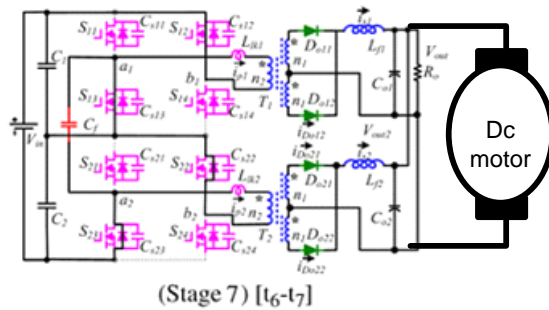 S11 Cs11 S12 Cs12
Do11 is1 Lf1
C1 a1 Llk1 ip1 n2 n1 Vout
b1 T1 n1 Do12 Co1 Ro
S13 Cs13 S14 Cs14 iDo12
Vin Cf
S21 Cs21 S22 Cs22 iDo21 Vout2 is2
Do21 Lf2
C2 a2 Llk2 ip2 n2 n1
b2 T2 n1 Do22 Co2
S23 Cs23 S24 Cs24 iDo22
Dc
motor
(Stage 7) [t6-t7]